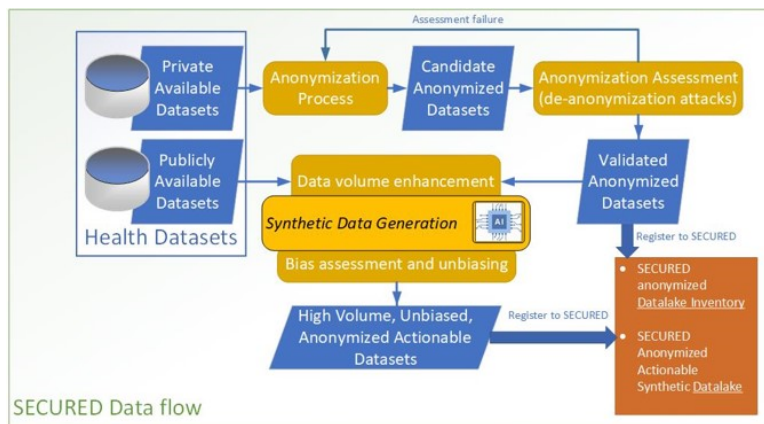 Assessment failure
Private
Available
Datasets
Anonymization
Process
Candidate
Anonymized
Datasets
Anonymization Assessment
(de-anonymization attacks)
Publicly
Available
Datasets
Health Datasets
Data volume enhancement
Synthetic Data Generation
AI
Bias assessment and unbiasing
Validated
Anonymized
Datasets
Register to SECURED
High Volume, Unbiased,
Anonymized Actionable
Datasets
Register to SECURED
• SECURED
anonymized
Datalake Inventory
• SECURED
Anonymized
Actionable
Synthetic Datalake
SECURED Data flow